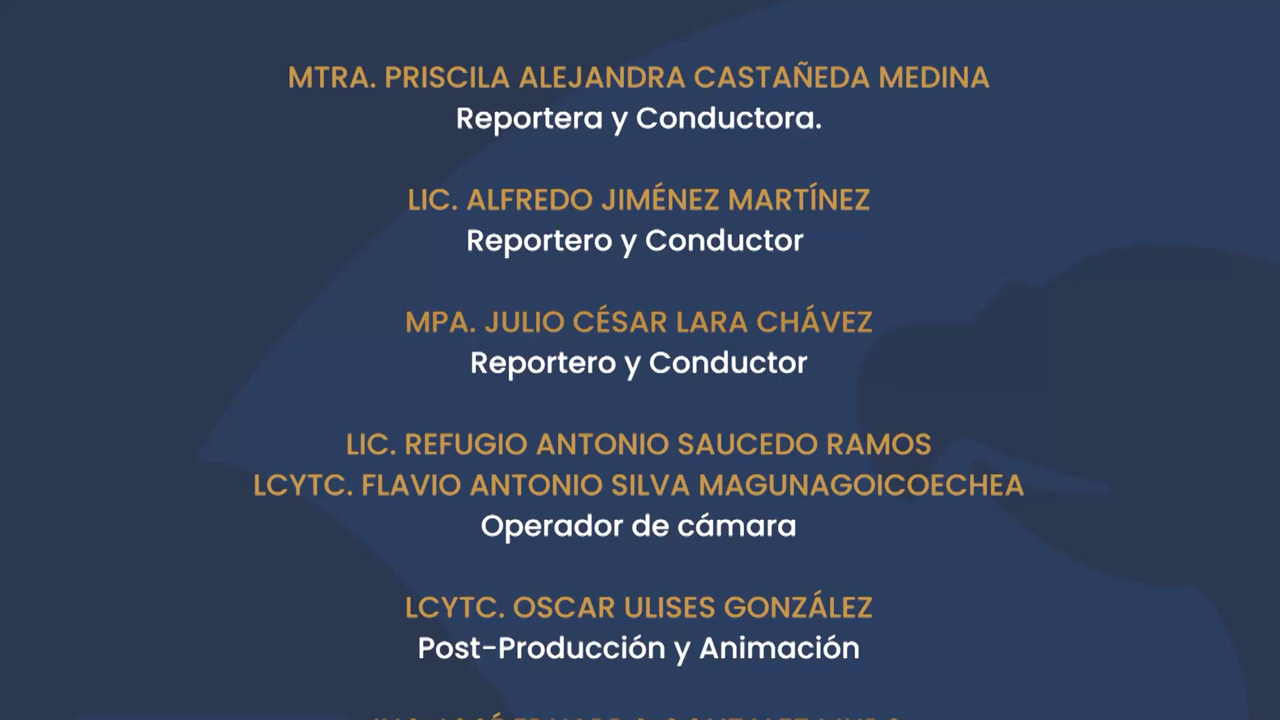 MTRA. PRISCILA ALEJANDRA CASTAÑEDA MEDINA
Reportera y Conductora.
LIC. ALFREDO JIMÉNEZ MARTÍNEZ
Reportero y Conductor
MPA. JULIO CÉSAR LARA CHÁVEZ
Reportero y Conductor
LIC. REFUGIO ANTONIO SAUCEDO RAMOS
LCYTC. FLAVIO ANTONIO SILVA MAGUNAGOICOECHEA
Operador de cámara
LCYTC. OSCAR ULISES GONZÁLEZ
Post-Producción y Animación